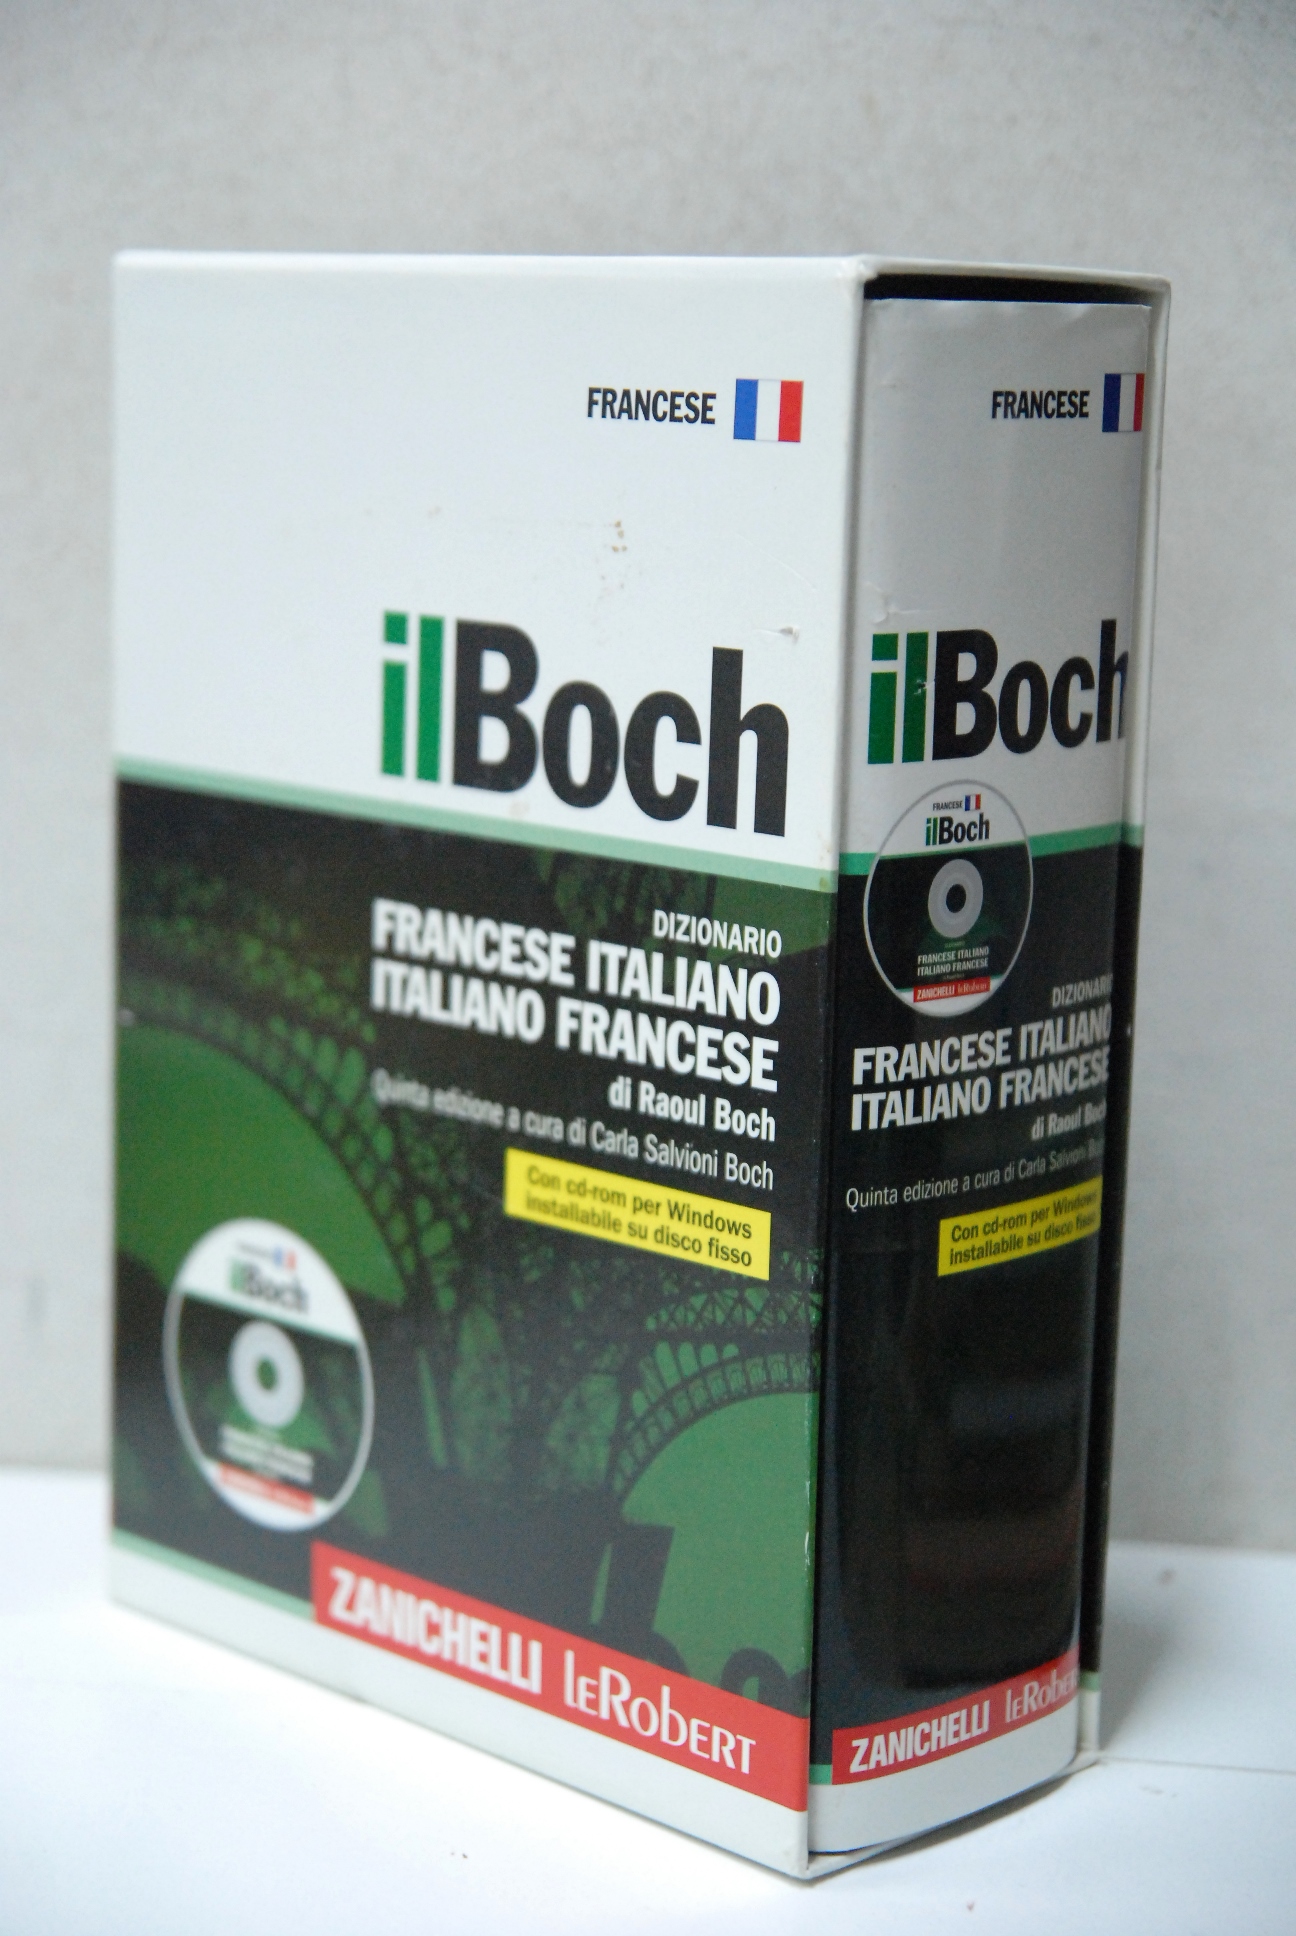 FRANCESE
ilBoch
DIZIONARIO
FRANCESE ITALIANO
ITALIANO FRANCESE
di Raoul Boch
Quinta edizione a cura di Carla Salvioni Boch
Con cd-rom per Windows
installabile su disco fisso
ilBoch
ZANICHELLI LEROBERT
FRANCESE
ilBoch
FRANCESE
ilBoch
FRANCESE ITALIANO
ITALIANO FRANCESE
ZANICHELLI leRobert
DIZIONARIO
FRANCESE ITALIANO
ITALIANO FRANCESE
di Raoul Boch
Quinta edizione a cura di Carla Salvioni
Con cd-rom per Windows
installabile su disco fisso
ZANICHELLI LEROBERT